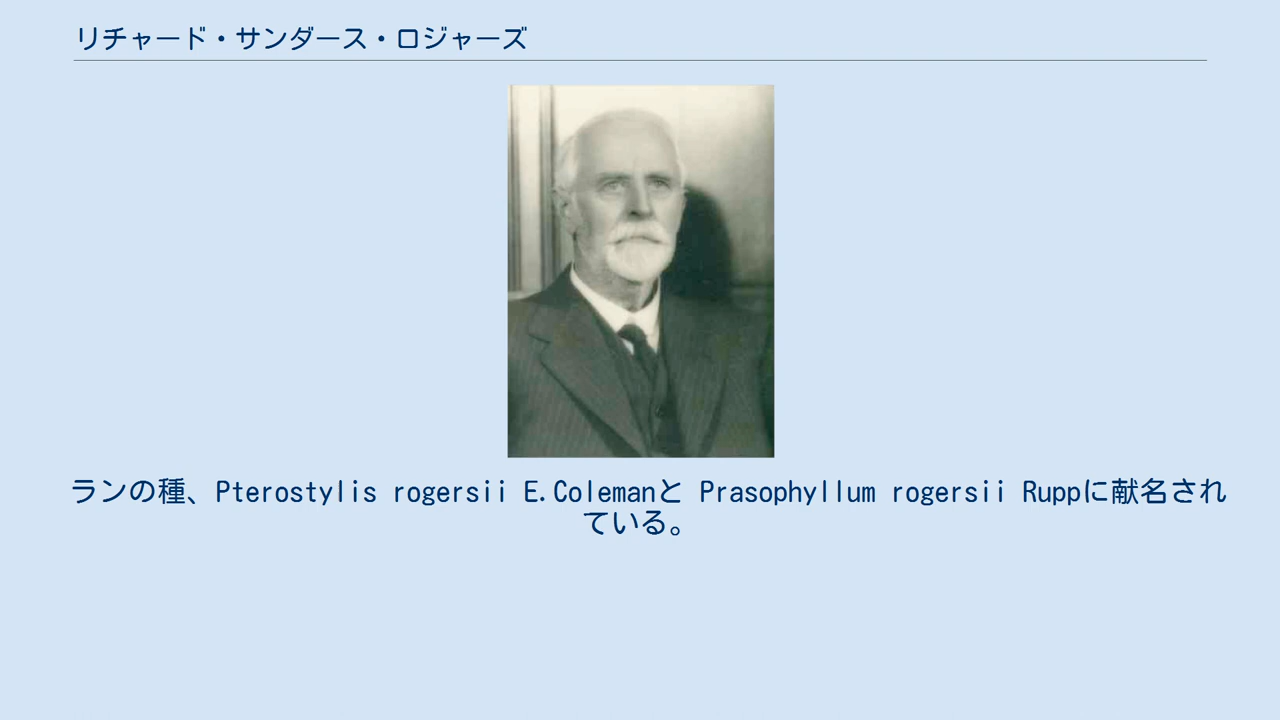 リチャード・サンダース・ロジャーズ
ランの種、Pterostylis rogersii E.Colemanと Prasophyllum rogersii Ruppに献名され
ている。